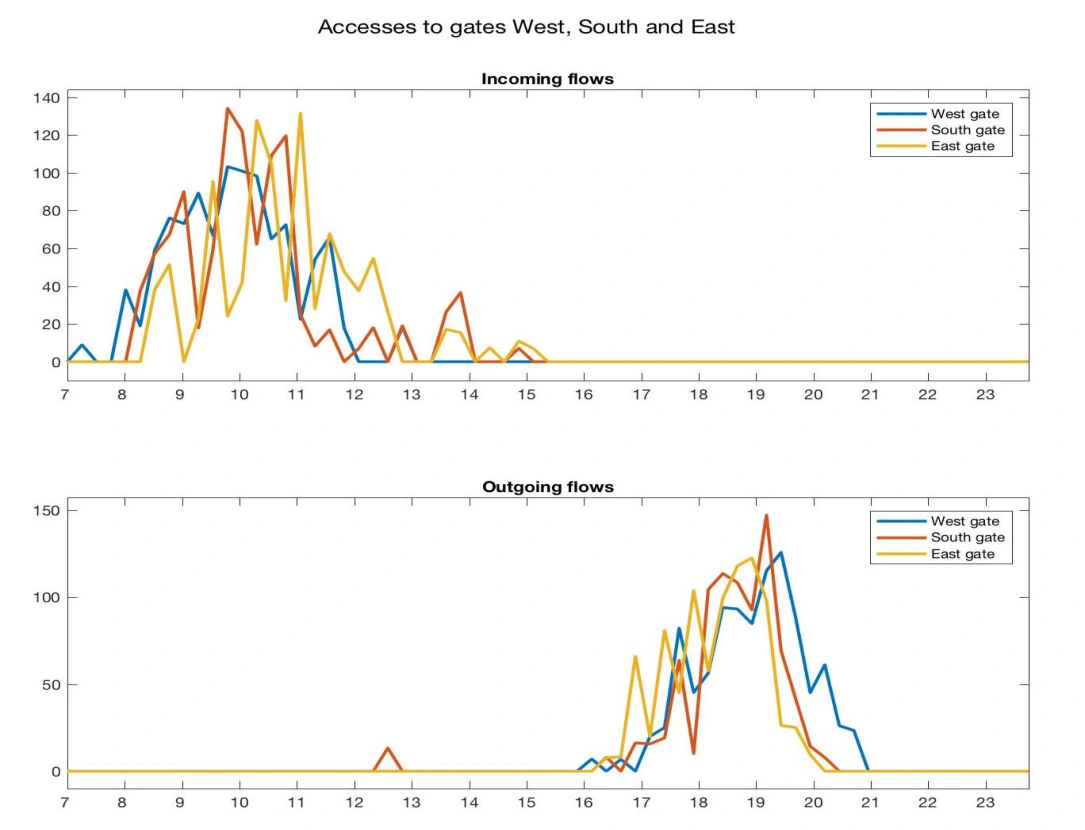 Accesses to gates West, South and East
Incoming flows
140
120
100
80
60
40
20
0
West gate
South gate
East gate
7 8 9 10 11 12 13 14 15 16 17 18 19 20 21 22 23
Outgoing flows
150
100
50
0
West gate
South gate
East gate
7 8 9 10 11 12 13 14 15 16 17 18 19 20 21 22 23